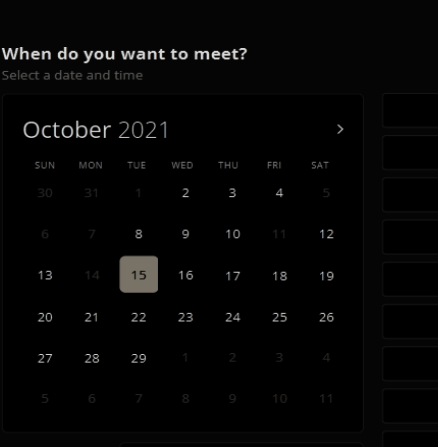 When do you want to meet?
Select a date and time
October 2021 >
SUN MON TUE WED THU FRI SAT
30 31 1 2 3 4 5
6 7 8 9 10 11 12
13 14 15 16 17 18 19
20 21 22 23 24 25 26
27 28 29 1 2 3 4
5 6 7 8 9 10 11